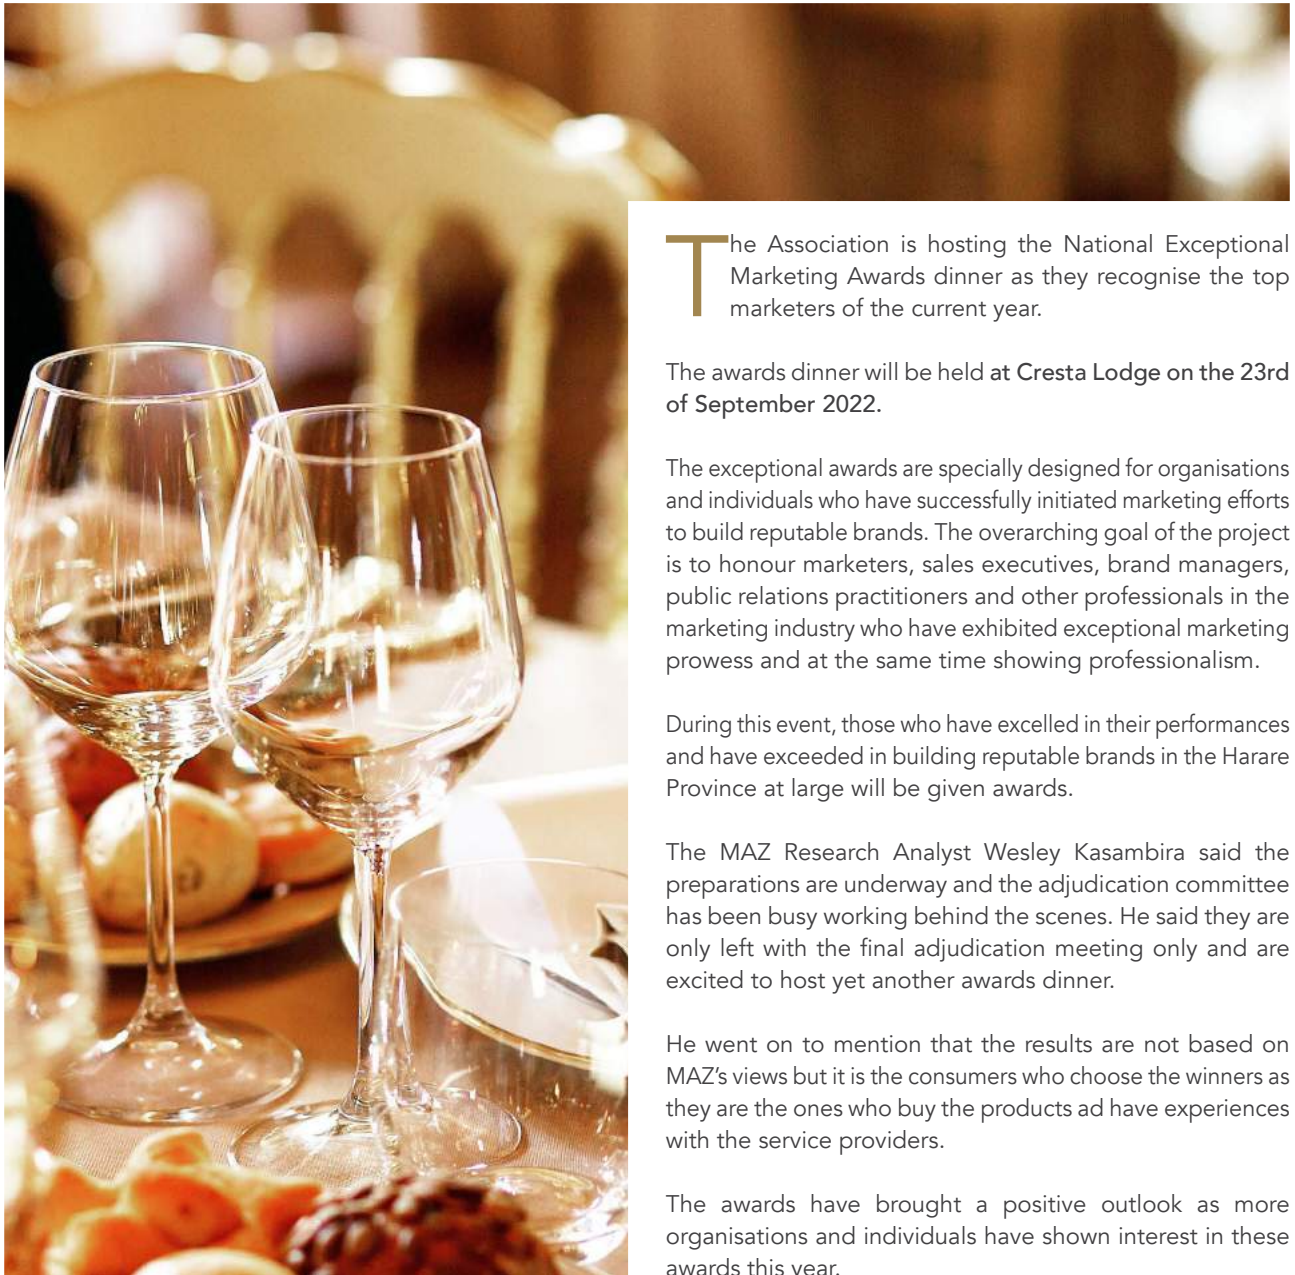 The Association is hosting the National Exceptional
Marketing Awards dinner as they recognise the top
marketers of the current year.
The awards dinner will be held at Cresta Lodge on the 23rd
of September 2022.
The exceptional awards are specially designed for organisations
and individuals who have successfully initiated marketing efforts
to build reputable brands. The overarching goal of the project
is to honour marketers, sales executives, brand managers,
public relations practitioners and other professionals in the
marketing industry who have exhibited exceptional marketing
prowess and at the same time showing professionalism.
During this event, those who have excelled in their performances
and have exceeded in building reputable brands in the Harare
Province at large will be given awards.
The MAZ Research Analyst Wesley Kasambira said the
preparations are underway and the adjudication committee
has been busy working behind the scenes. He said they are
only left with the final adjudication meeting only and are
excited to host yet another awards dinner.
He went on to mention that the results are not based on
MAZ’s views but it is the consumers who choose the winners as
they are the ones who buy the products ad have experiences
with the service providers.
The awards have brought a positive outlook as more
organisations and individuals have shown interest in these
awards this year.